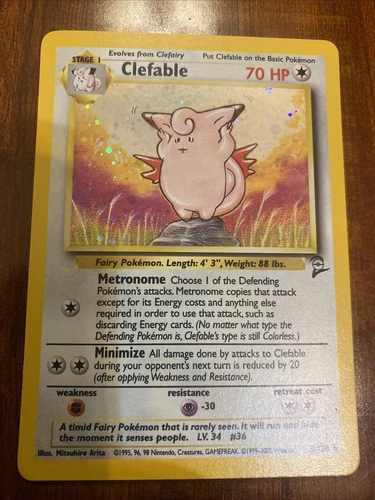 Evolves from Clefairy
Put Clefable on the Basic Pokémon
STAGE 1
Clefable
70 HP
Fairy Pokémon. Length: 4' 3", Weight: 88 lbs.
Metronome Choose 1 of the Defending
Pokémon's attacks. Metronome copies that attack
except for its Energy costs and anything else
required in order to use that attack, such as
discarding Energy cards. (No matter what type the
Defending Pokémon is, Clefable's type is still Colorless.)
Minimize All damage done by attacks to Clefable
during your opponent's next turn is reduced by 20
(after applying Weakness and Resistance).
weakness
resistance
retreat cost
-30
A timid Fairy Pokémon that is rarely seen. It will run and hide
the moment it senses people. LV. 34 #36
Illus. Mitsuhiro Arita ©1995, 96, 98 Nintendo, Creatures, GAMEFREAK. ©1999-2000 Wizards